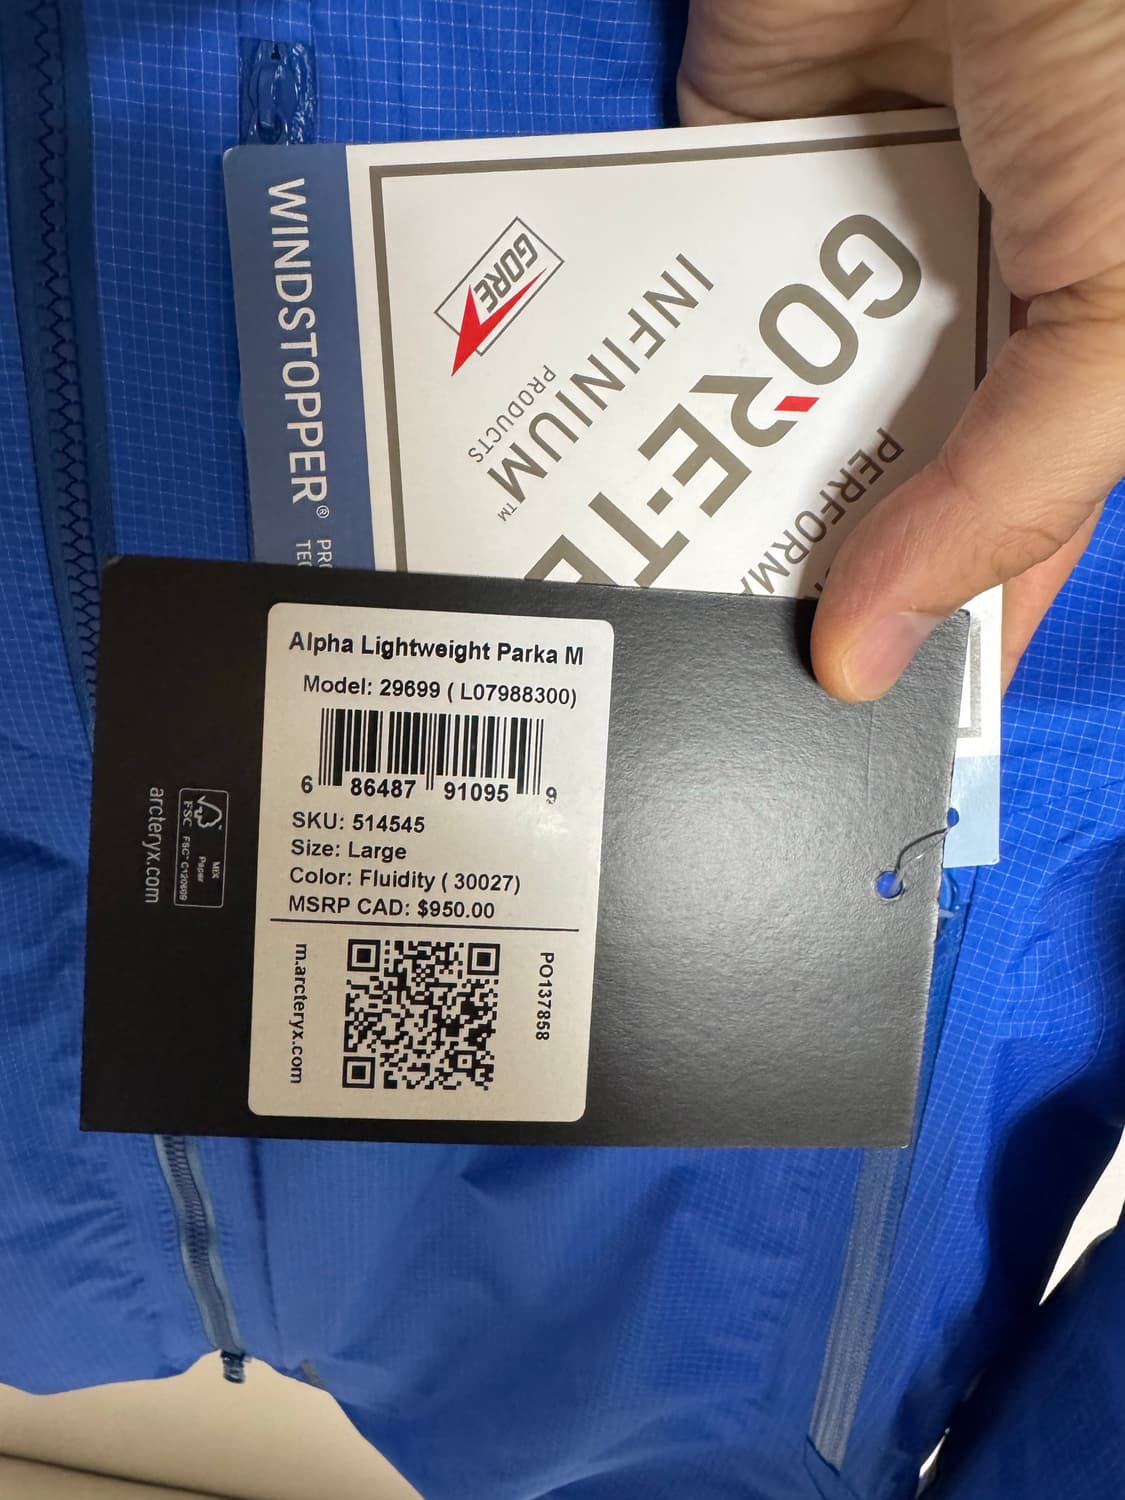 WINDSTOPPER®
GORE
GORE-TE
INFINIUM™
PRODUCTS
Alpha Lightweight Parka M
Model: 29699 ( L07988300)
6 86487 91095 9
SKU: 514545
Size: Large
Color: Fluidity ( 30027)
MSRP CAD: $950.00
m.arcteryx.com
PO137858
arcteryx.com
FSC
MIX
Paper